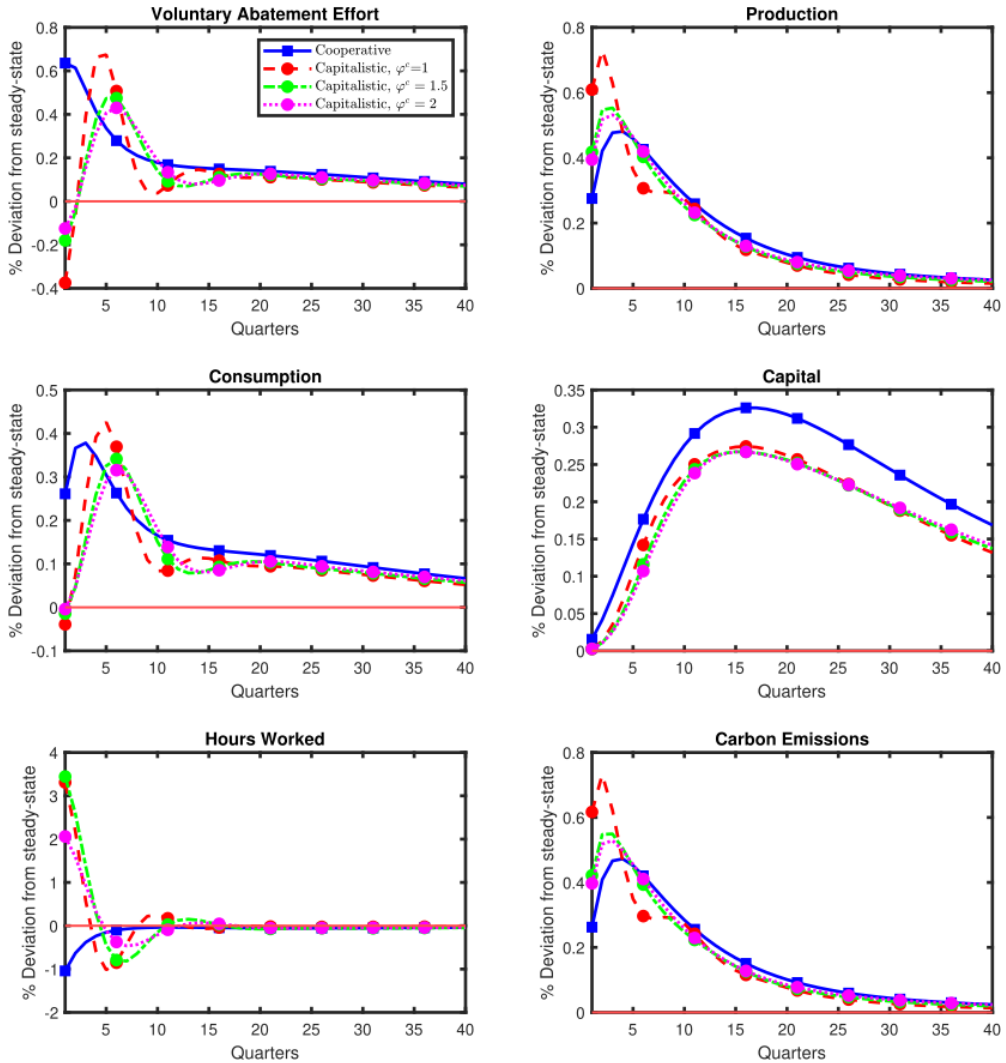 Voluntary Abatement Effort
% Deviation from steady-state
0.8
0.6
0.4
0.2
0
-0.2
-0.4
Cooperative
Capitalistic, φᶜ=1
Capitalistic, φᶜ = 1.5
Capitalistic, φᶜ = 2
5 10 15 20 25 30 35 40
Quarters
Production
% Deviation from steady-state
0.8
0.6
0.4
0.2
0
5 10 15 20 25 30 35 40
Quarters
Consumption
% Deviation from steady-state
0.5
0.4
0.3
0.2
0.1
0
-0.1
5 10 15 20 25 30 35 40
Quarters
Capital
% Deviation from steady-state
0.35
0.3
0.25
0.2
0.15
0.1
0.05
0
5 10 15 20 25 30 35 40
Quarters
Hours Worked
% Deviation from steady-state
4
3
2
1
0
-1
-2
5 10 15 20 25 30 35 40
Quarters
Carbon Emissions
% Deviation from steady-state
0.8
0.6
0.4
0.2
0
5 10 15 20 25 30 35 40
Quarters